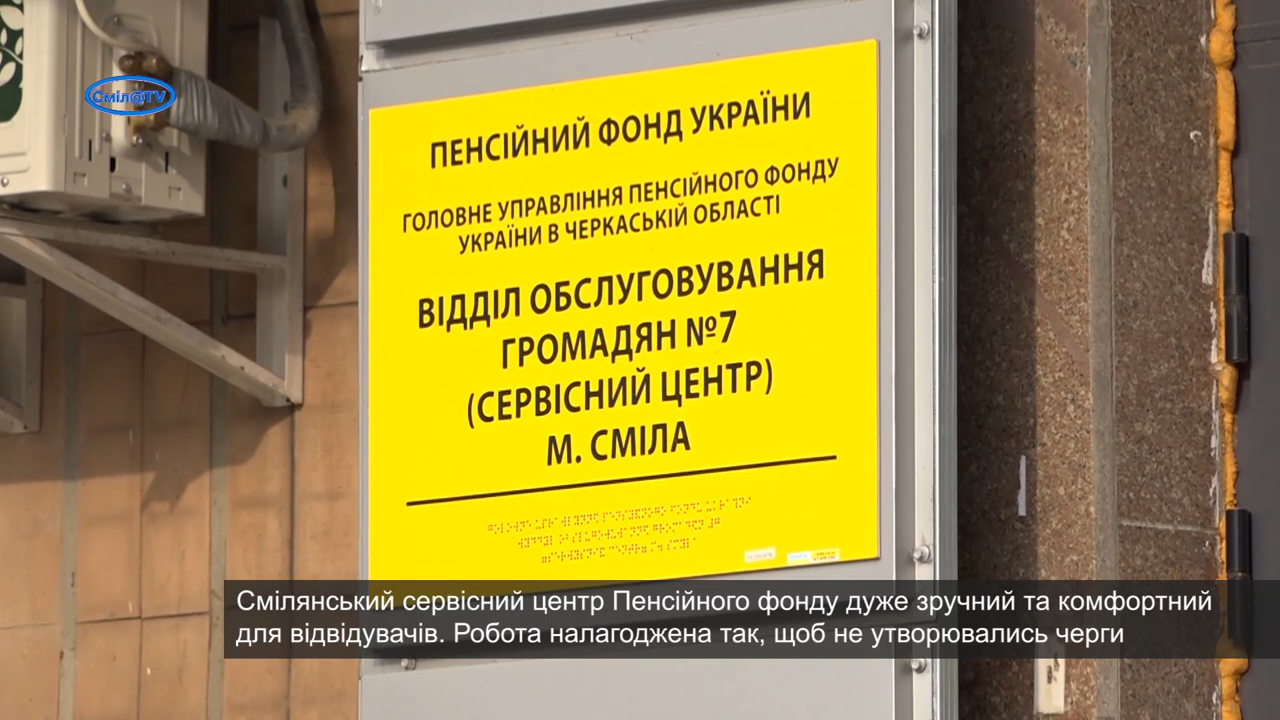 Сміл@TV
ПЕНСІЙНИЙ ФОНД УКРАЇНИ
ГОЛОВНЕ УПРАВЛІННЯ ПЕНСІЙНОГО ФОНДУ
УКРАЇНИ В ЧЕРКАСЬКІЙ ОБЛАСТІ
ВІДДІЛ ОБСЛУГОВУВАННЯ
ГРОМАДЯН №7
(СЕРВІСНИЙ ЦЕНТР)
М. СМІЛА
Смілянський сервісний центр Пенсійного фонду дуже зручний та комфортний
для відвідувачів. Робота налагоджена так, щоб не утворювались черги